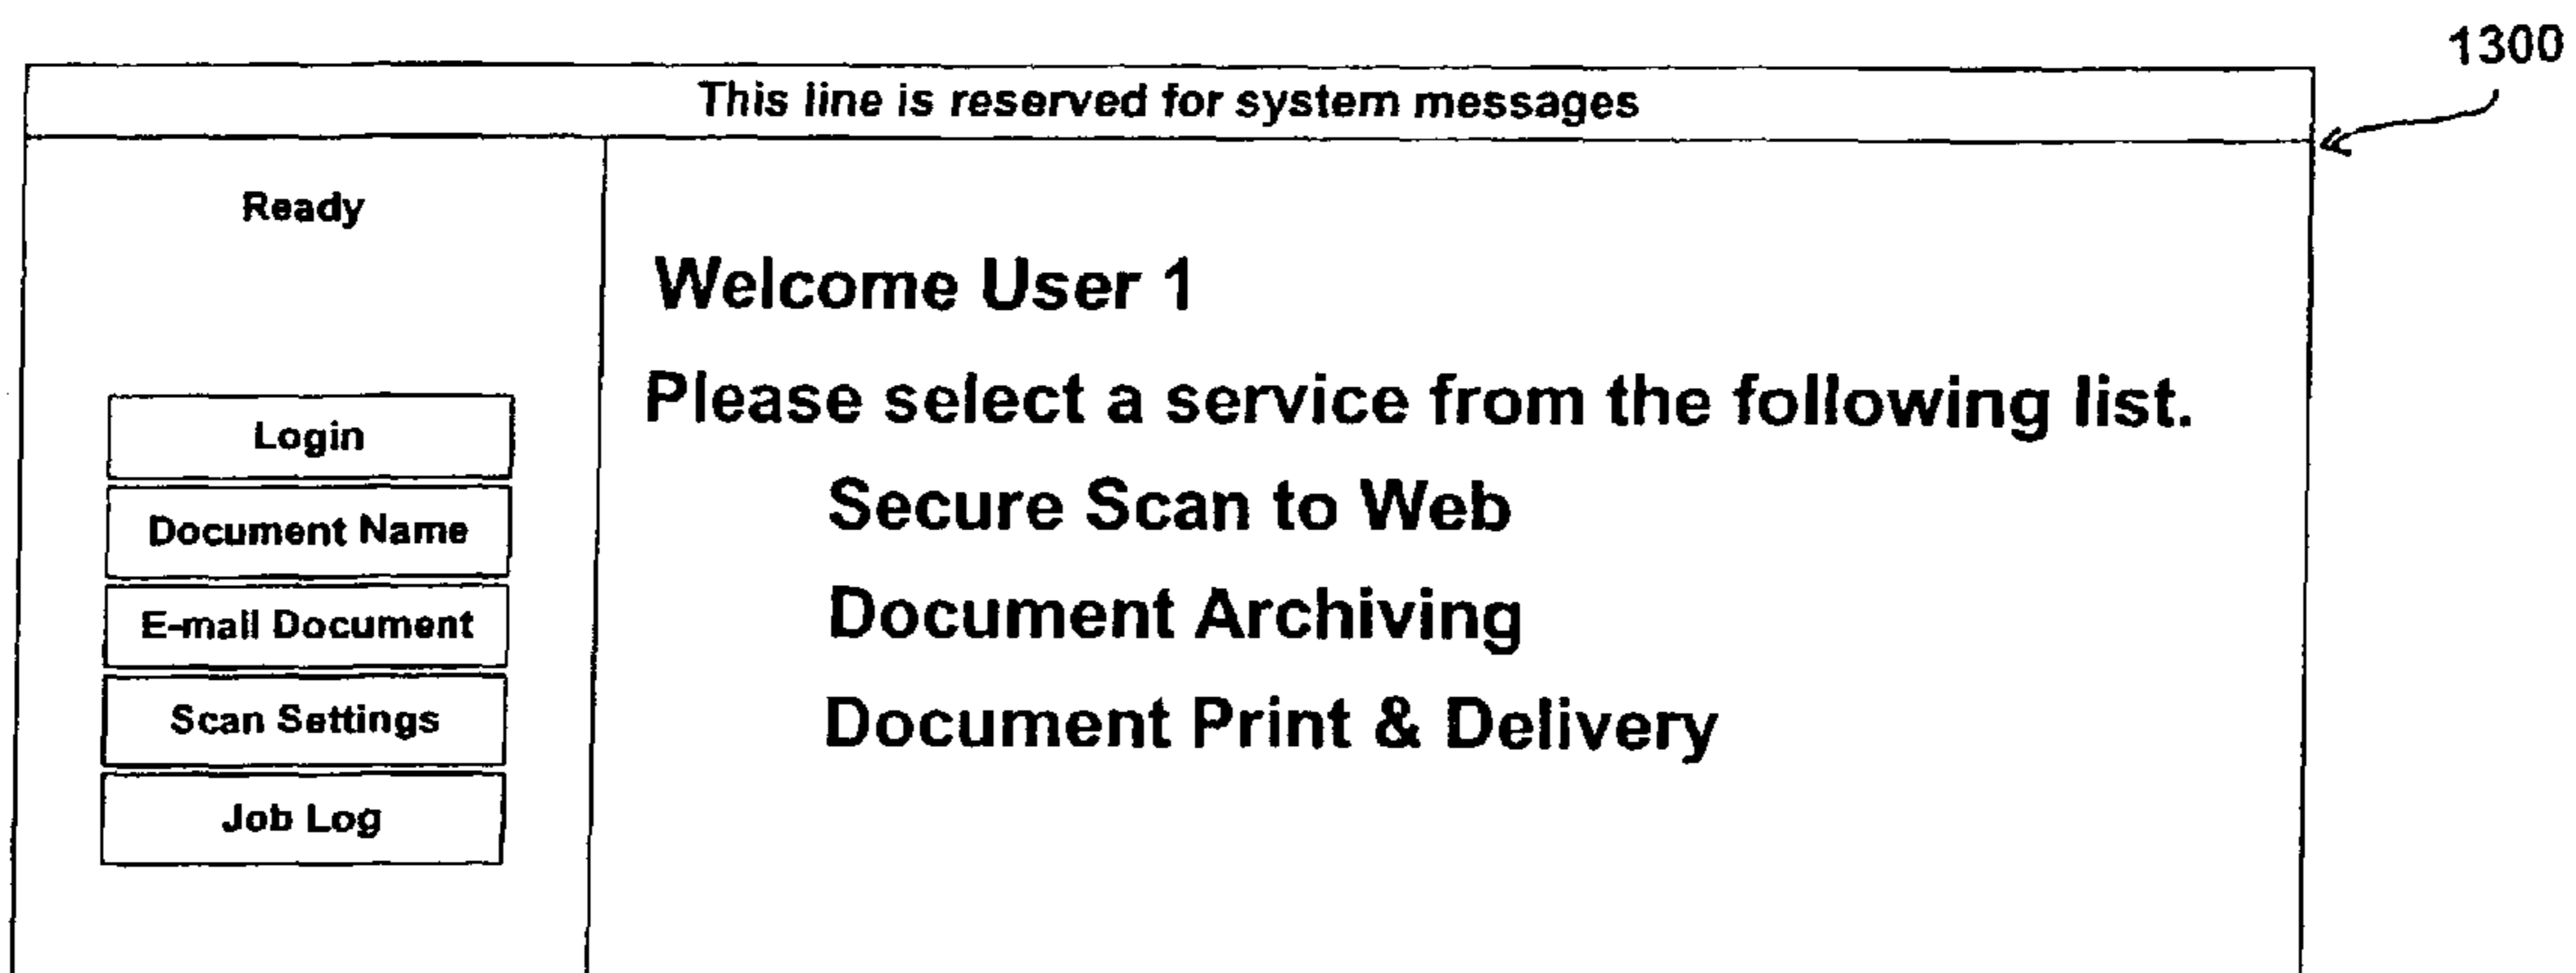 1300
This line is reserved for system messages
Ready
Login
Document Name
E-mail Document
Scan Settings
Job Log
Welcome User 1
Please select a service from the following list.
Secure Scan to Web
Document Archiving
Document Print & Delivery